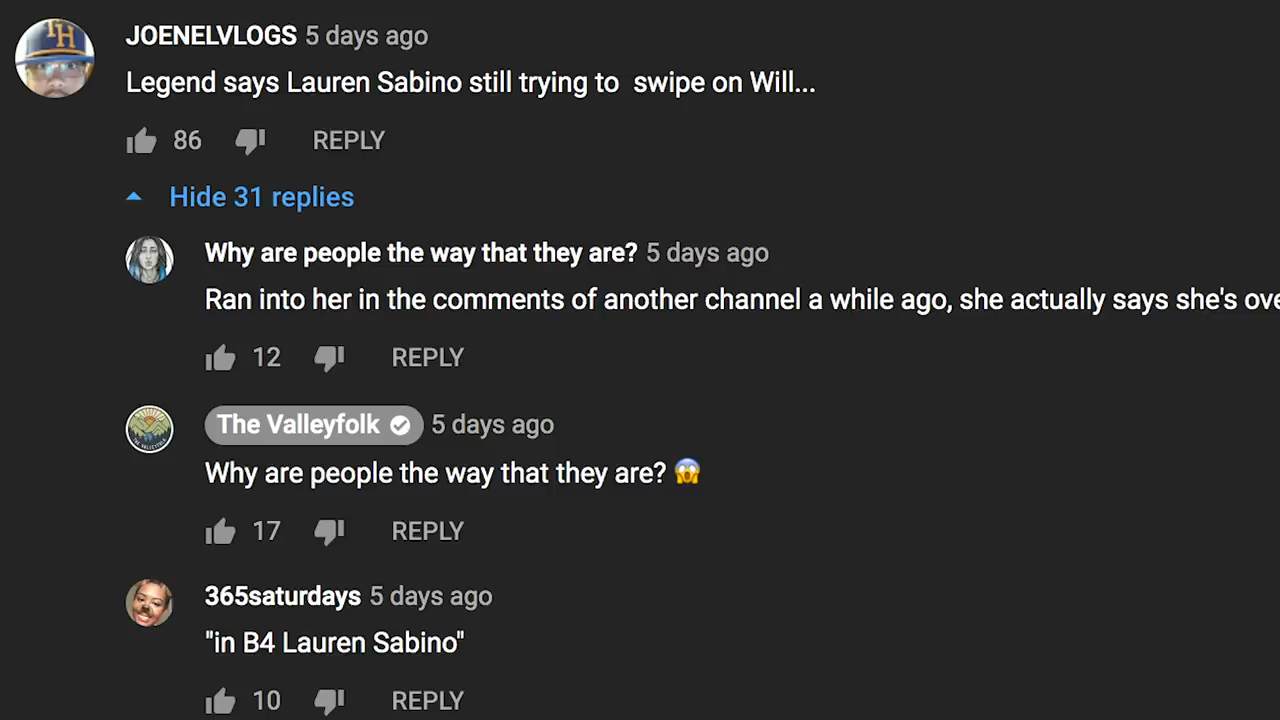 JOENELVLOGS 5 days ago
Legend says Lauren Sabino still trying to  swipe on Will...
86 REPLY
Hide 31 replies
Why are people the way that they are? 5 days ago
Ran into her in the comments of another channel a while ago, she actually says she's
12 REPLY
The Valleyfolk 5 days ago
Why are people the way that they are? 😱
17 REPLY
365saturdays 5 days ago
"in B4 Lauren Sabino"
10 REPLY